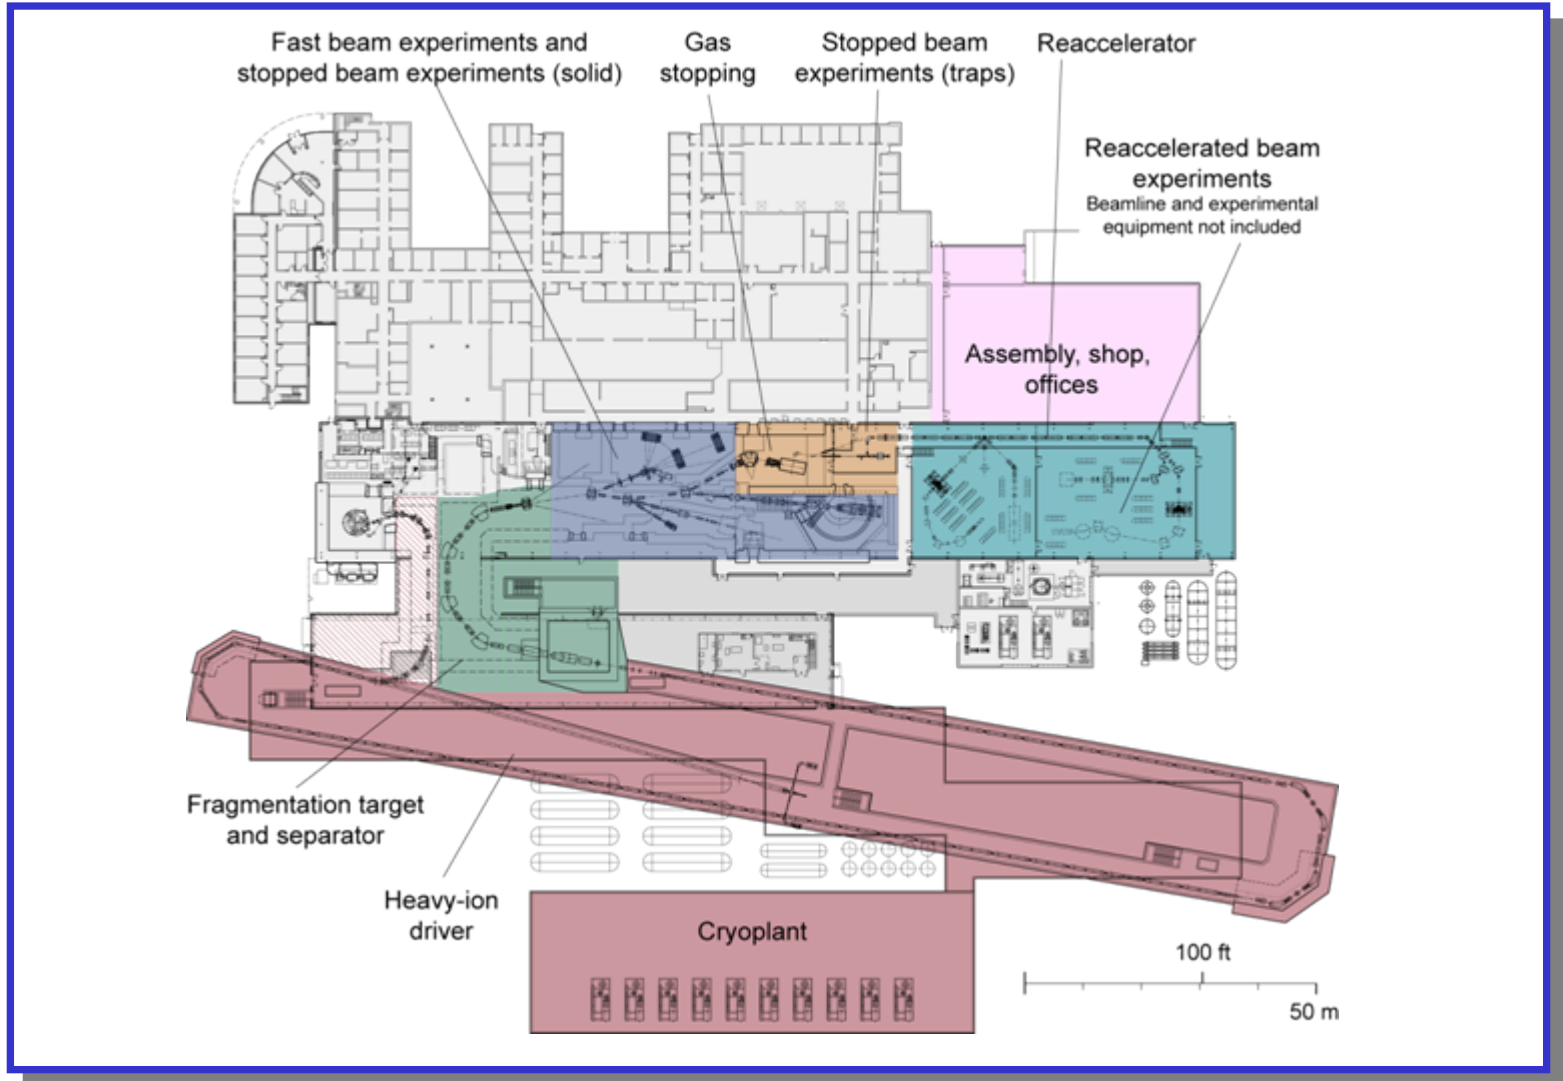 Fast beam experiments and
stopped beam experiments (solid)
Gas
stopping
Stopped beam
experiments (traps)
Reaccelerator
Reaccelerated beam
experiments
Beamline and experimental
equipment not included
Assembly, shop,
offices
Fragmentation target
and separator
Heavy-ion
driver
Cryoplant
100 ft
50 m